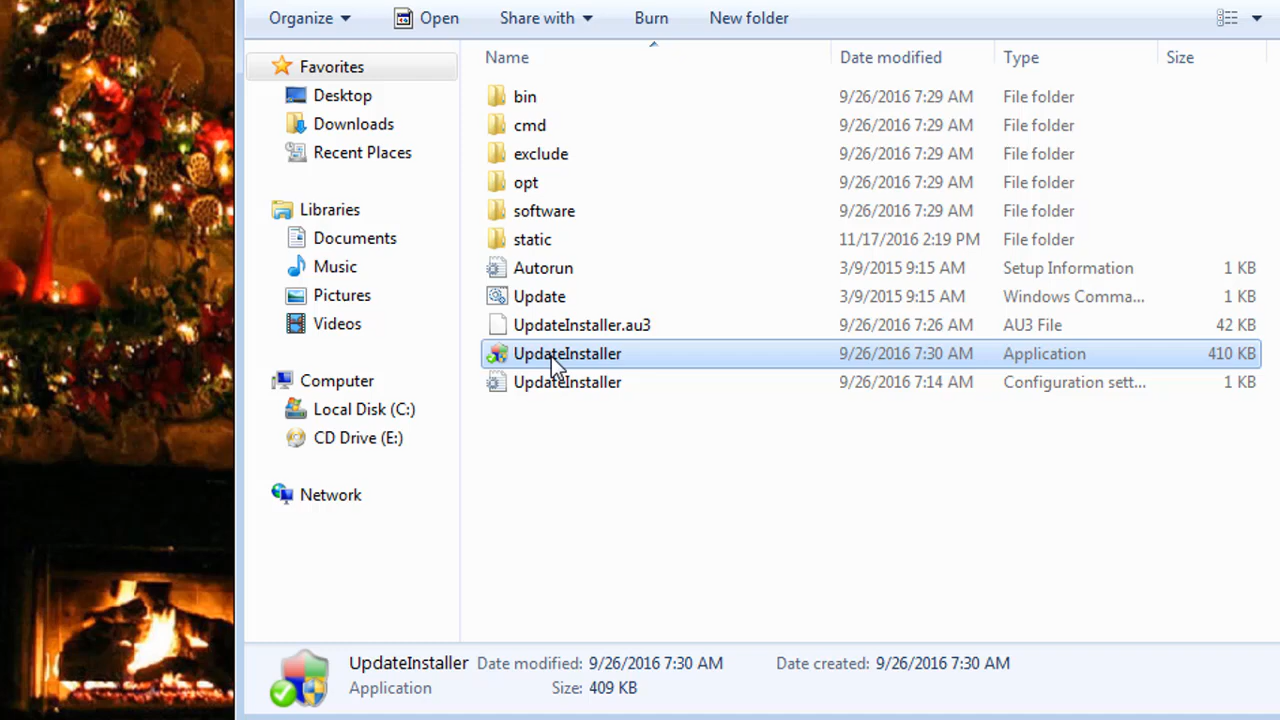 Organize Open Share with Burn New folder
Name Date modified Type Size
Favorites
Desktop
Downloads
Recent Places
Libraries
Documents
Music
Pictures
Videos
Computer
Local Disk (C:)
CD Drive (E:)
Network
bin 9/26/2016 7:29 AM File folder
cmd 9/26/2016 7:29 AM File folder
exclude 9/26/2016 7:29 AM File folder
opt 9/26/2016 7:29 AM File folder
software 9/26/2016 7:29 AM File folder
static 11/17/2016 2:19 PM File folder
Autorun 3/9/2015 9:15 AM Setup Information 1 KB
Update 3/9/2015 9:15 AM Windows Comma... 1 KB
UpdateInstaller.au3 9/26/2016 7:26 AM AU3 File 42 KB
UpdateInstaller 9/26/2016 7:30 AM Application 410 KB
UpdateInstaller 9/26/2016 7:14 AM Configuration sett... 1 KB
UpdateInstaller Date modified: 9/26/2016 7:30 AM Date created: 9/26/2016 7:30 AM
Application Size: 409 KB